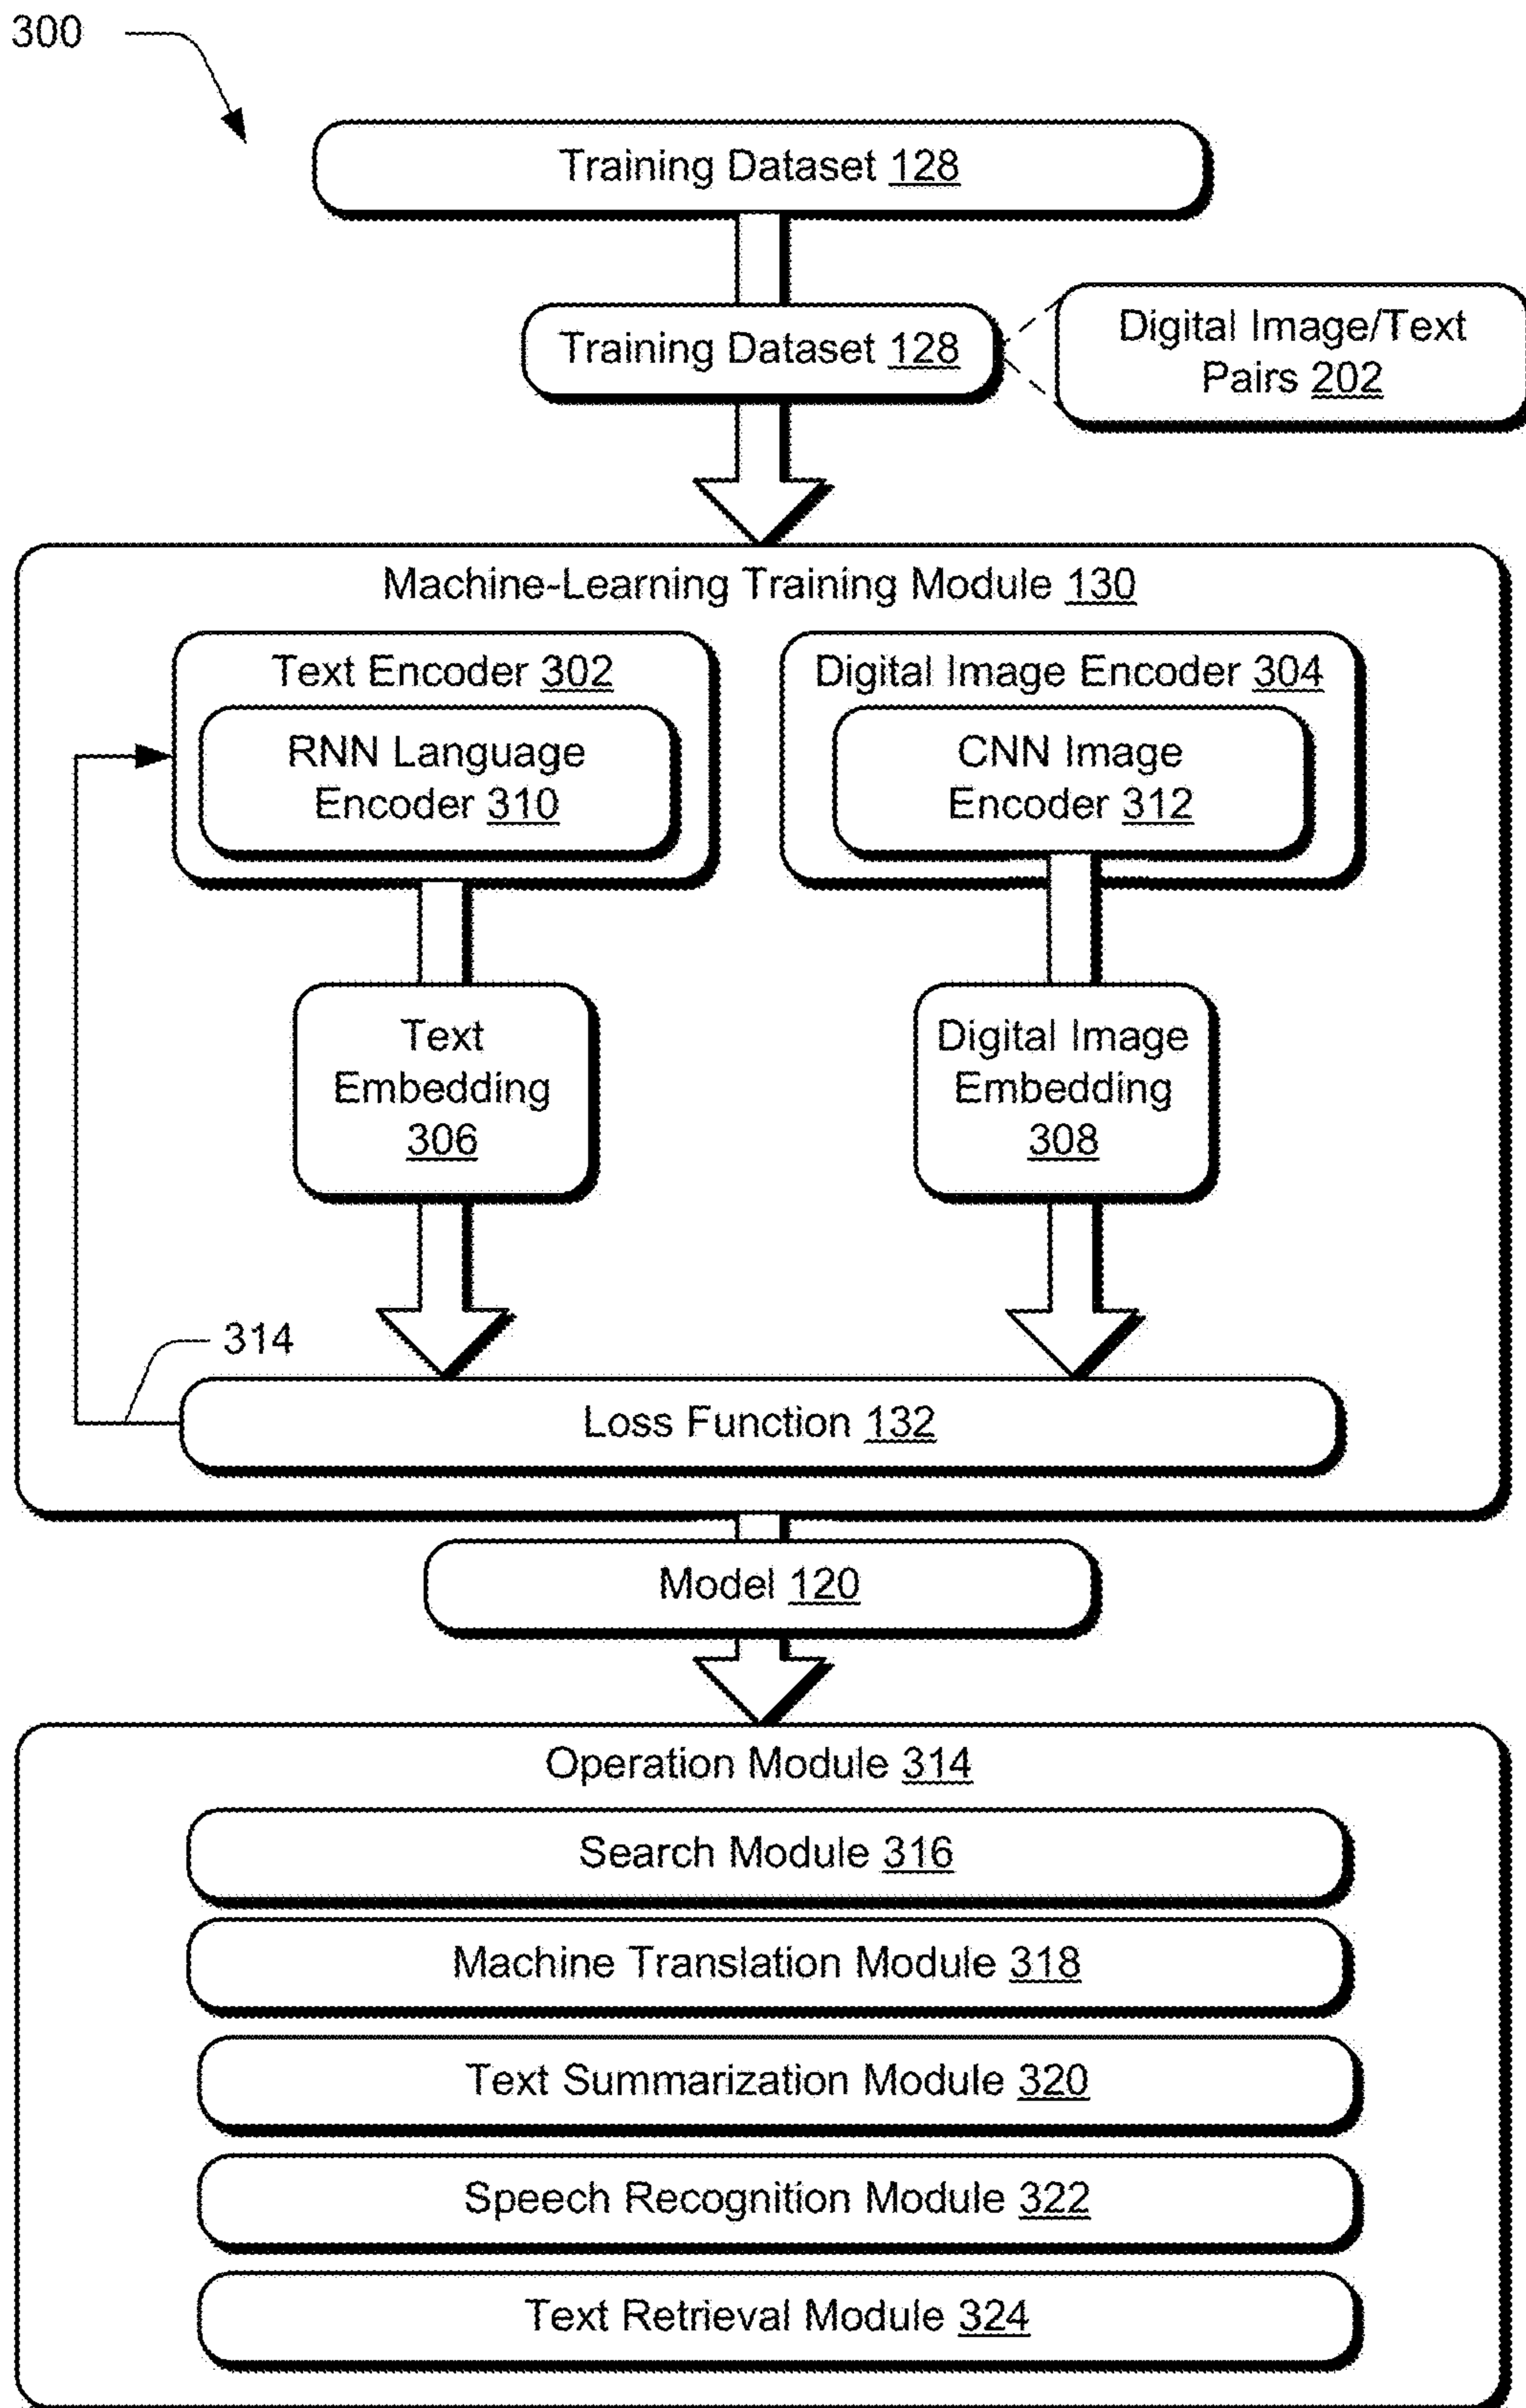 300
Training Dataset 128
Training Dataset 128
Digital Image/Text
Pairs 202
Machine-Learning Training Module 130
Text Encoder 302
RNN Language
Encoder 310
Digital Image Encoder 304
CNN Image
Encoder 312
Text
Embedding
306
Digital Image
Embedding
308
314
Loss Function 132
Model 120
Operation Module 314
Search Module 316
Machine Translation Module 318
Text Summarization Module 320
Speech Recognition Module 322
Text Retrieval Module 324